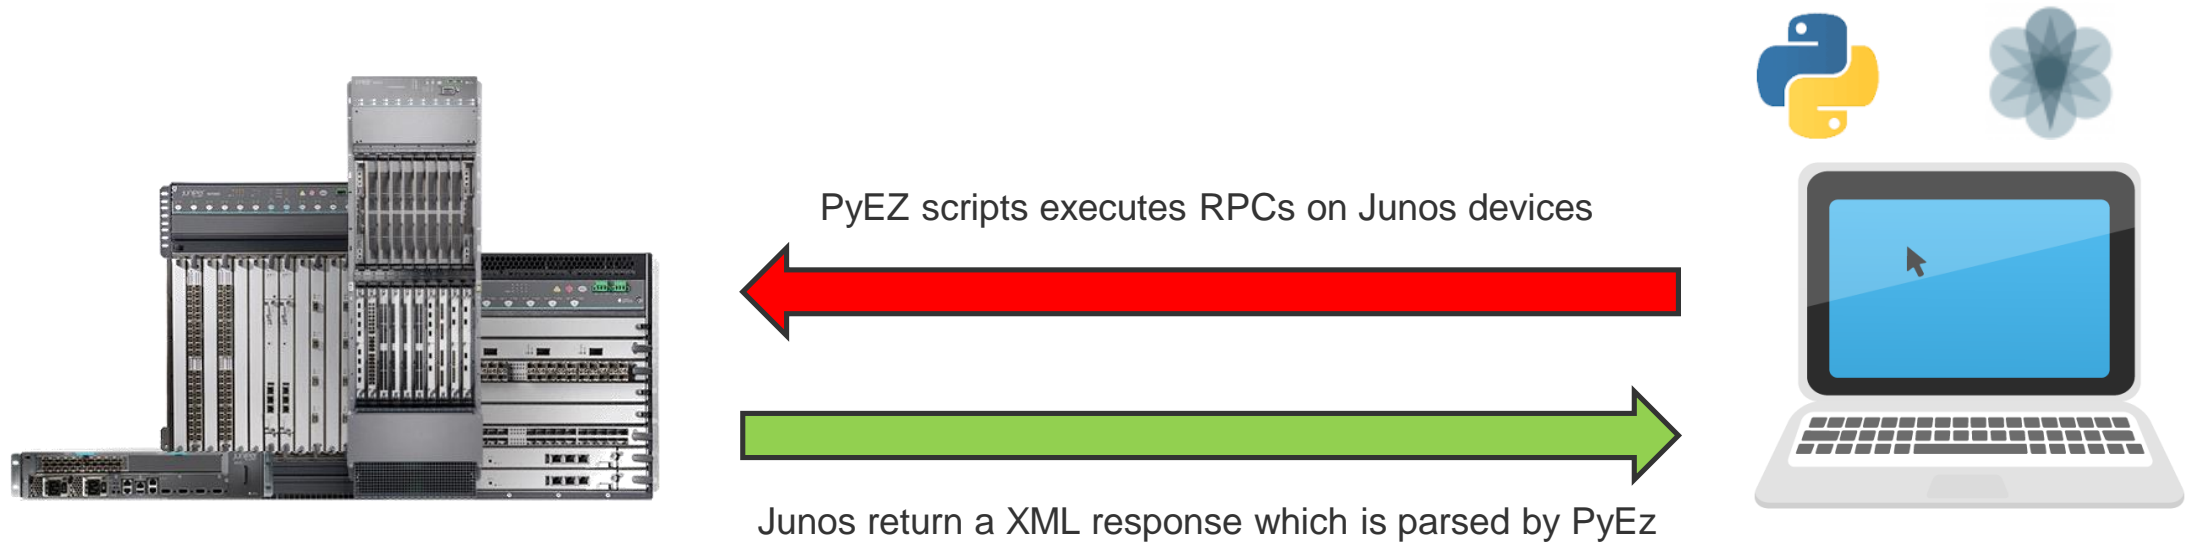 PyEZ scripts executes RPCs on Junos devices
Junos return a XML response which is parsed by PyEz